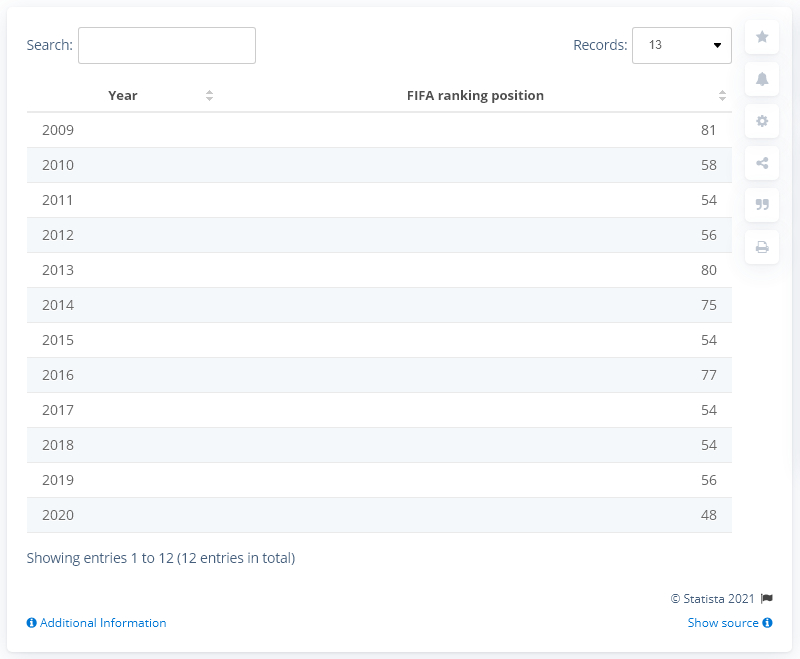 Search:
Records: 13
Year FIFA ranking position
2009 81
2010 58
2011 54
2012 56
2013 80
2014 75
2015 54
2016 77
2017 54
2018 54
2019 56
2020 48
Showing entries 1 to 12 (12 entries in total)
© Statista 2021
Additional Information Show source